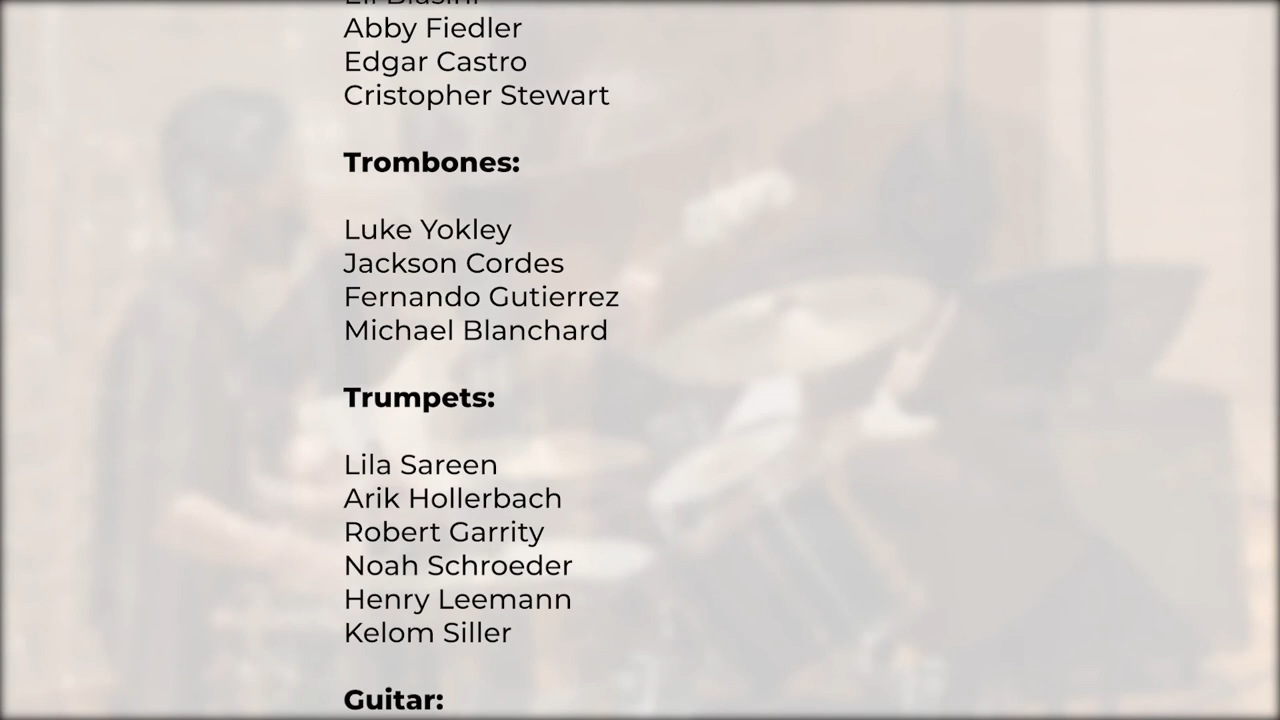 Abby Fiedler
Edgar Castro
Cristopher Stewart
Trombones:
Luke Yokley
Jackson Cordes
Fernando Gutierrez
Michael Blanchard
Trumpets:
Lila Sareen
Arik Hollerbach
Robert Garrity
Noah Schroeder
Henry Leemann
Kelom Siller
Guitar: